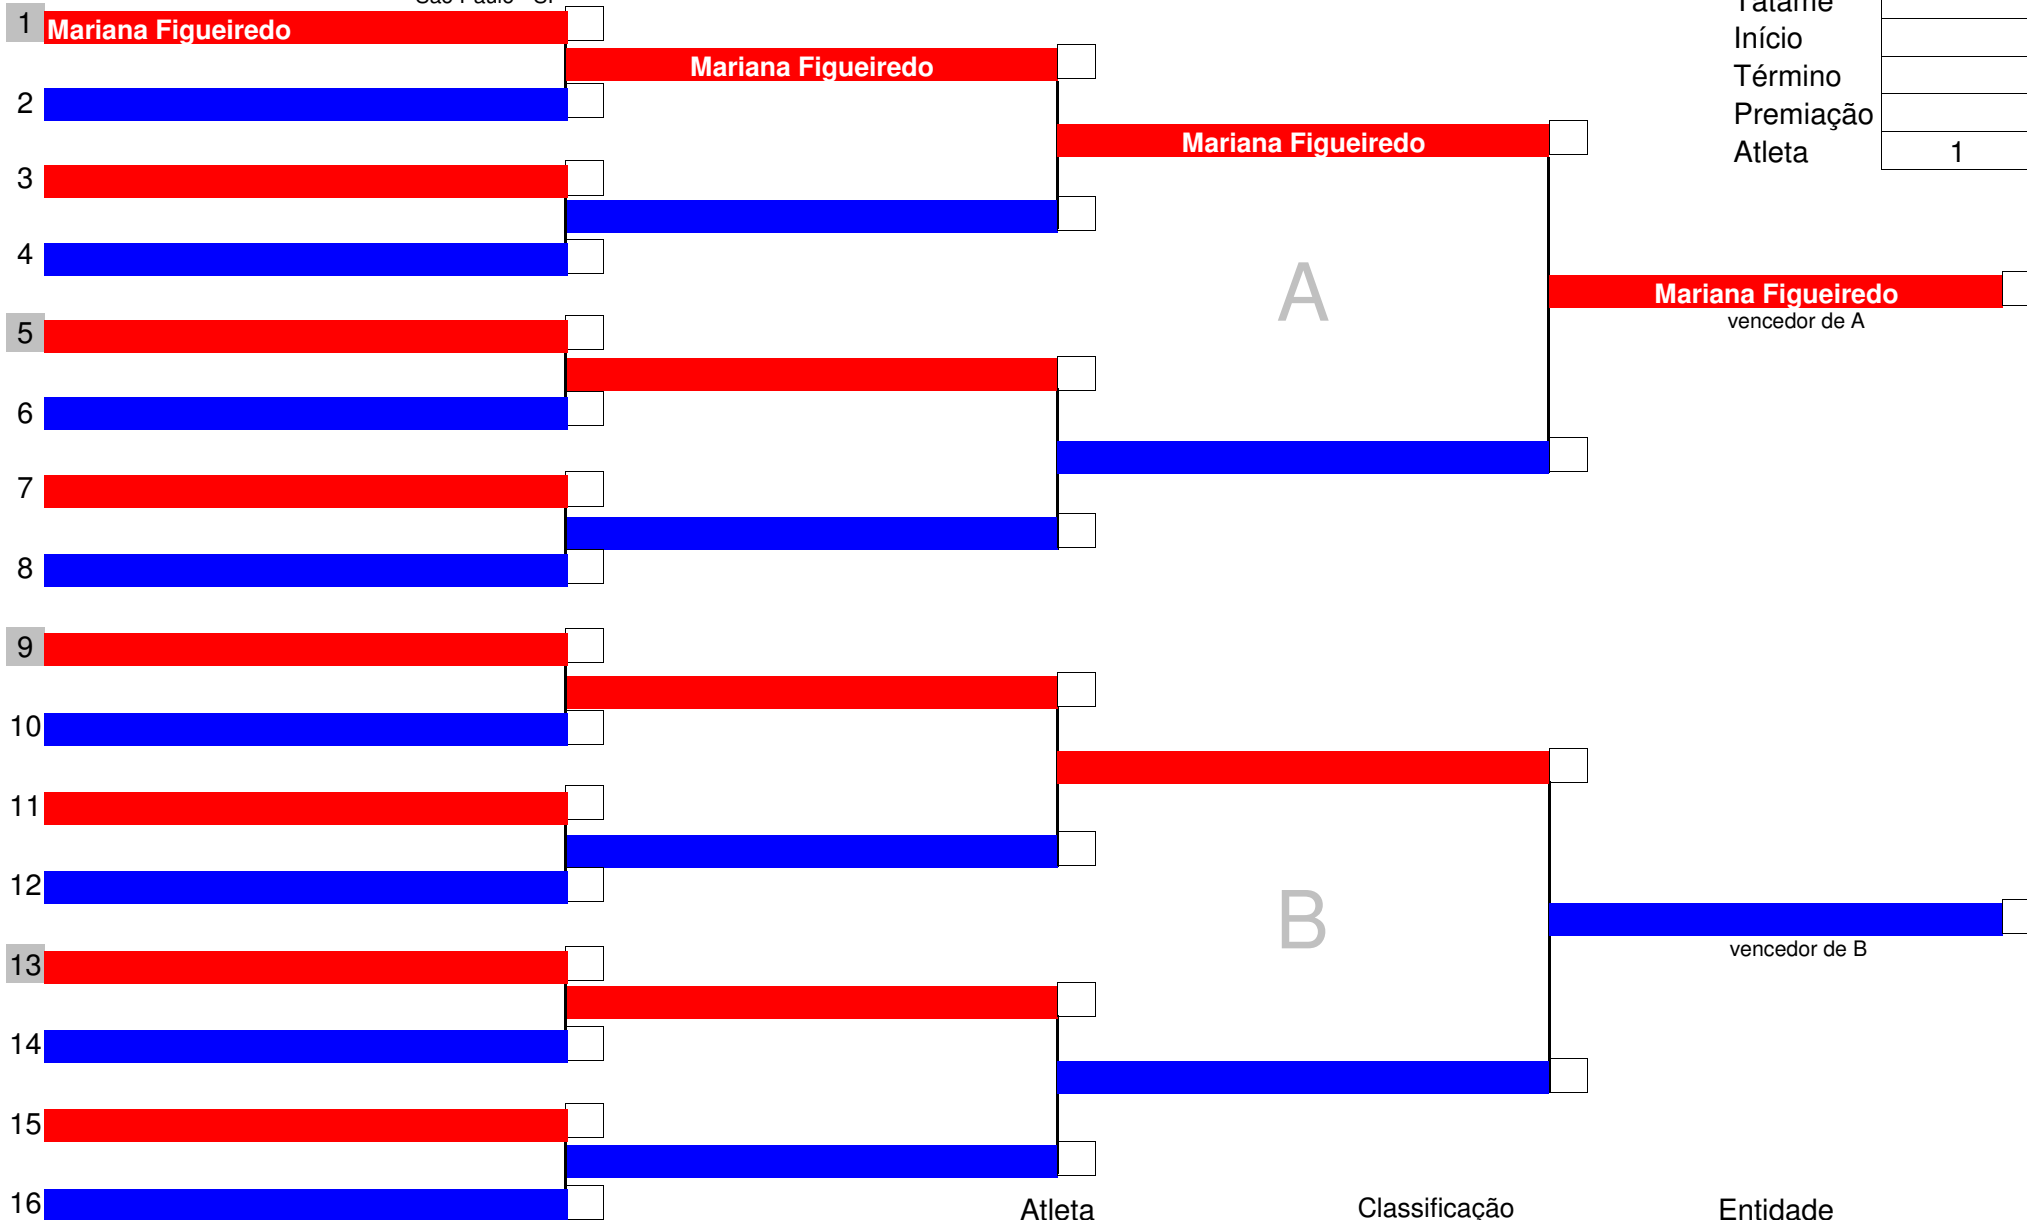 1 Mariana Figueiredo
Mariana Figueiredo
Início
2
Término
Premiação
Mariana Figueiredo
Atleta 1
3
4
A
Mariana Figueiredo
vencedor de A
5
6
7
8
9
10
11
12
B
vencedor de B
13
14
15
16
Atleta Classificação Entidade